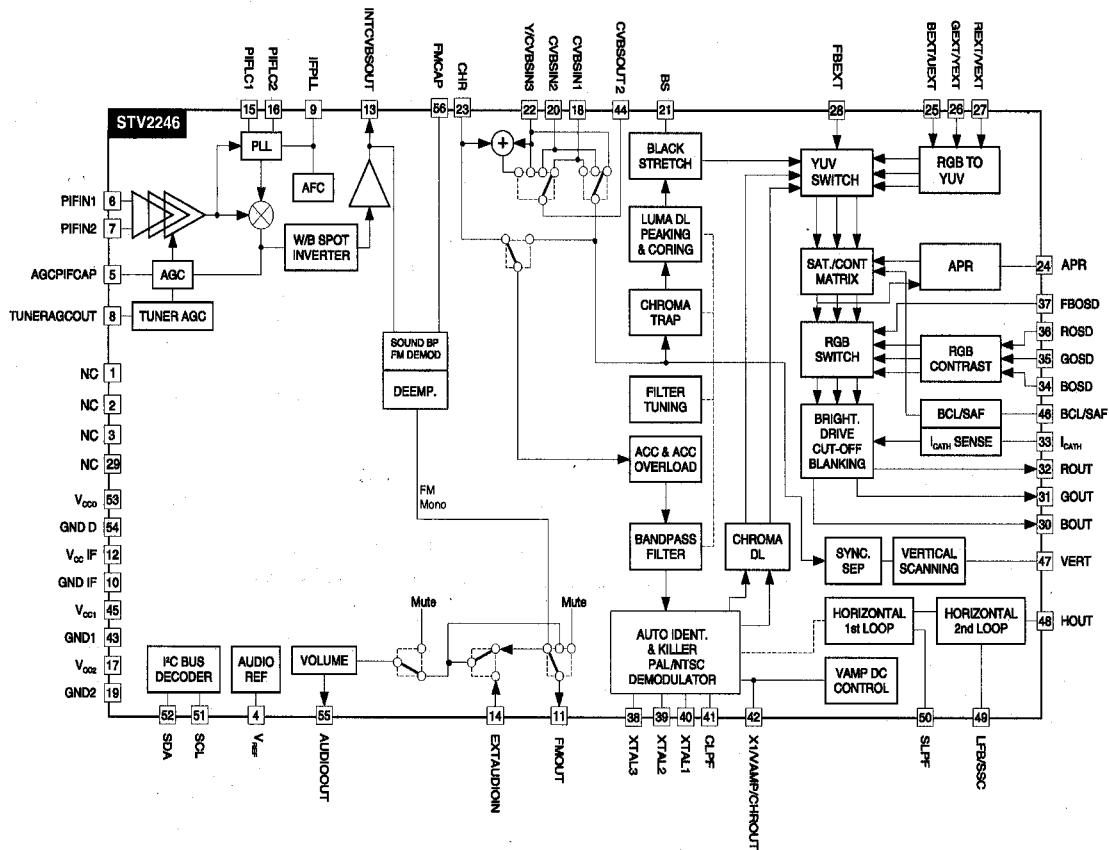 PIFLC1
PIFLC2
IFPLL
INTCVBSOUT
FMCAP
CHR
Y/CVBSIN3
CVBSIN2
CVBSIN1
CVBSOUT2
BS
FBEXT
BEXT/UEXT
GEXT/YEXT
REXT/VEXT
15
16
9
13
56
23
22
20
18
44
21
28
25
26
27
STV2246
PLL
AFC
W/B SPOT
INVERTER
+
BLACK
STRETCH
YUV
SWITCH
RGB TO
YUV
PIFIN1
6
PIFIN2
7
AGCPIFCAP
5
AGC
TUNERAGCOUT
8
TUNER AGC
LUMA DL
PEAKING
& CORING
SAT./CONT
MATRIX
APR
24
APR
CHROMA
TRAP
37
FBOSD
RGB
SWITCH
RGB
CONTRAST
36
ROSD
35
GOSD
34
BOSD
SOUND BP
FM DEMOD
DEEMP.
FILTER
TUNING
BRIGHT.
DRIVE
CUT-OFF
BLANKING
BCL/SAF
46
BCL/SAF
ICATH SENSE
33
ICATH
32
ROUT
31
GOUT
30
BOUT
NC
1
NC
2
NC
3
NC
29
VCC0
53
GND D
54
VCC IF
12
GND IF
10
VCC1
45
GND1
43
VCC2
17
GND2
19
ACC & ACC
OVERLOAD
FM
Mono
BANDPASS
FILTER
CHROMA
DL
SYNC.
SEP
VERTICAL
SCANNING
47
VERT
Mute
Mute
AUTO IDENT.
& KILLER
PAL/NTSC
DEMODULATOR
HORIZONTAL
1st LOOP
HORIZONTAL
2nd LOOP
48
HOUT
I²C BUS
DECODER
AUDIO
REF
VOLUME
VAMP DC
CONTROL
52
51
4
55
14
11
38
39
40
41
42
50
49
SDA
SCL
VREF
AUDIOOUT
EXTAUDIOIN
FMOUT
XTAL3
XTAL2
XTAL1
CLPF
X1/VAMP/CHROUT
SLPF
LFB/SSC